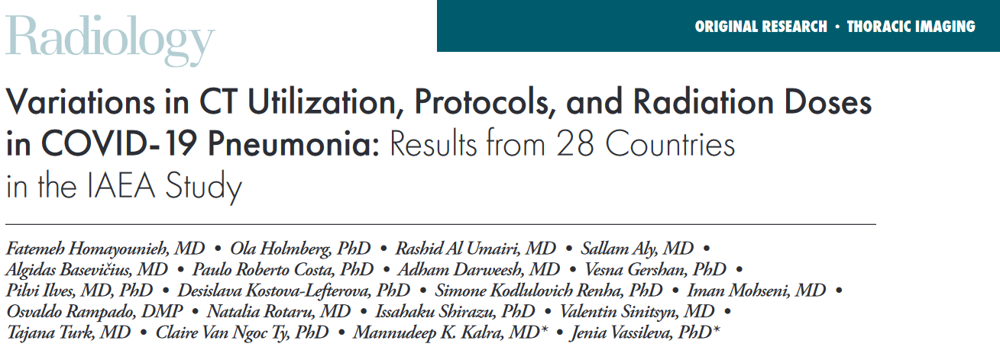 Radiology
ORIGINAL RESEARCH • THORACIC IMAGING
Variations in CT Utilization, Protocols, and Radiation Doses
in COVID-19 Pneumonia: Results from 28 Countries
in the IAEA Study
Fatemeh Homayounieh, MD • Ola Holmberg, PhD • Rashid Al Umairi, MD • Sallam Aly, MD •
Algidas Basevičius, MD • Paulo Roberto Costa, PhD • Adham Darweesh, MD • Vesna Gershan, PhD •
Pilvi Ilves, MD, PhD • Desislava Kostova-Lefterova, PhD • Simone Kodlulovich Renha, PhD • Iman Mohseni, MD •
Osvaldo Rampado, DMP • Natalia Rotaru, MD • Issahaku Shirazu, PhD • Valentin Sinitsyn, MD •
Tajana Turk, MD • Claire Van Ngoc Ty, PhD • Mannudeep K. Kalra, MD* • Jenia Vassileva, PhD*